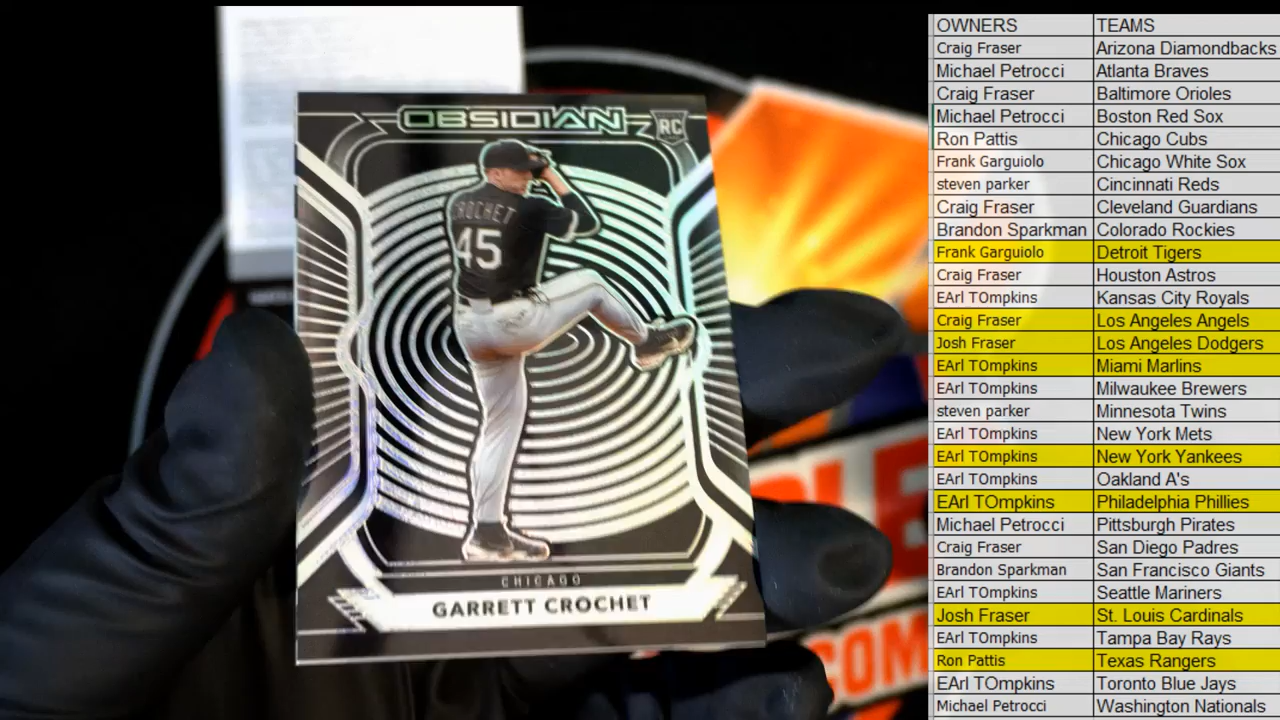 OBSIDIAN
RC
CROCHET
45
CHICAGO
GARRETT CROCHET
COM
OWNERS TEAMS
Craig Fraser Arizona Diamondbacks
Michael Petrocci Atlanta Braves
Craig Fraser Baltimore Orioles
Michael Petrocci Boston Red Sox
Ron Pattis Chicago Cubs
Frank Garguiolo Chicago White Sox
steven parker Cincinnati Reds
Craig Fraser Cleveland Guardians
Brandon Sparkman Colorado Rockies
Frank Garguiolo Detroit Tigers
Craig Fraser Houston Astros
EArl TOmpkins Kansas City Royals
Craig Fraser Los Angeles Angels
Josh Fraser Los Angeles Dodgers
EArl TOmpkins Miami Marlins
EArl TOmpkins Milwaukee Brewers
steven parker Minnesota Twins
EArl TOmpkins New York Mets
EArl TOmpkins New York Yankees
EArl TOmpkins Oakland A's
EArl TOmpkins Philadelphia Phillies
Michael Petrocci Pittsburgh Pirates
Craig Fraser San Diego Padres
Brandon Sparkman San Francisco Giants
EArl TOmpkins Seattle Mariners
Josh Fraser St. Louis Cardinals
EArl TOmpkins Tampa Bay Rays
Ron Pattis Texas Rangers
EArl TOmpkins Toronto Blue Jays
Michael Petrocci Washington Nationals